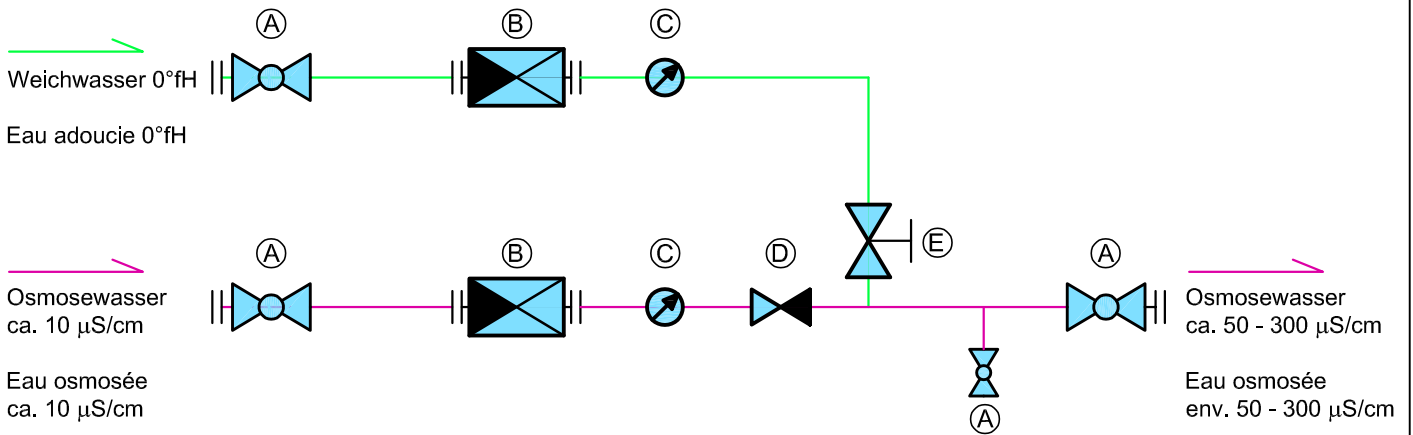 A
B
C
Weichwasser 0°fH
Eau adoucie 0°fH
A
B
C
D
E
A
Osmosewasser
ca. 10 µS/cm
Eau osmosée
ca. 10 µS/cm
Osmosewasser
ca. 50 - 300 µS/cm
Eau osmosée
env. 50 - 300 µS/cm
A